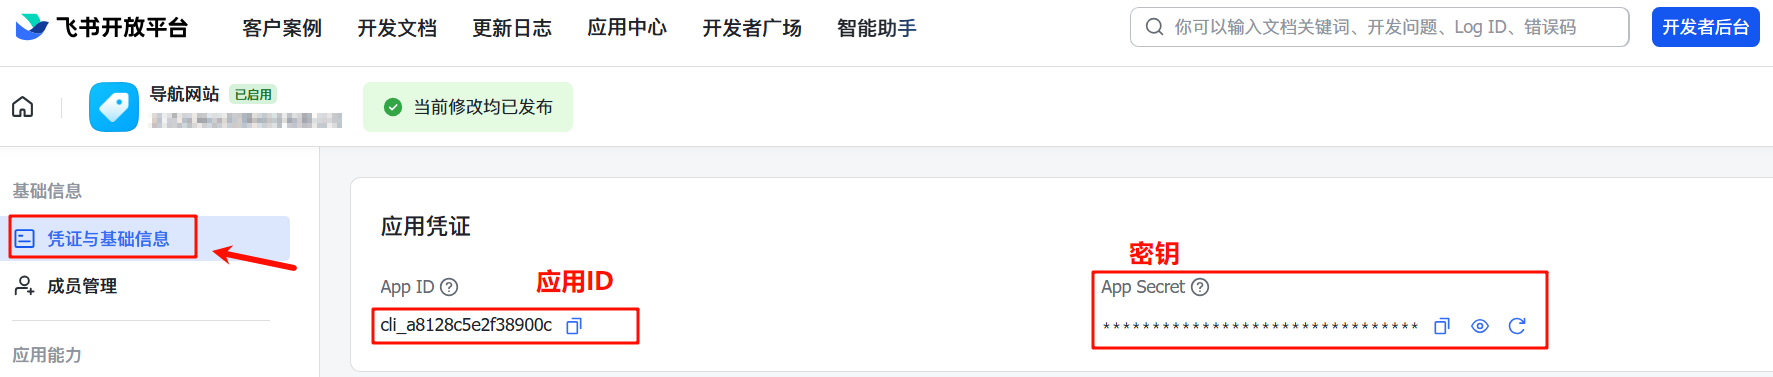 飞书开放平台 客户案例 开发文档 更新日志 应用中心 开发者广场 智能助手 你可以输入文档关键词、开发问题、Log ID、错误码 开发者后台
导航网站 已启用
当前修改均已发布
基础信息
凭证与基础信息
成员管理
应用能力
应用凭证
密钥
应用ID
App ID
App Secret
cli_a8128c5e2f38900c
********************************